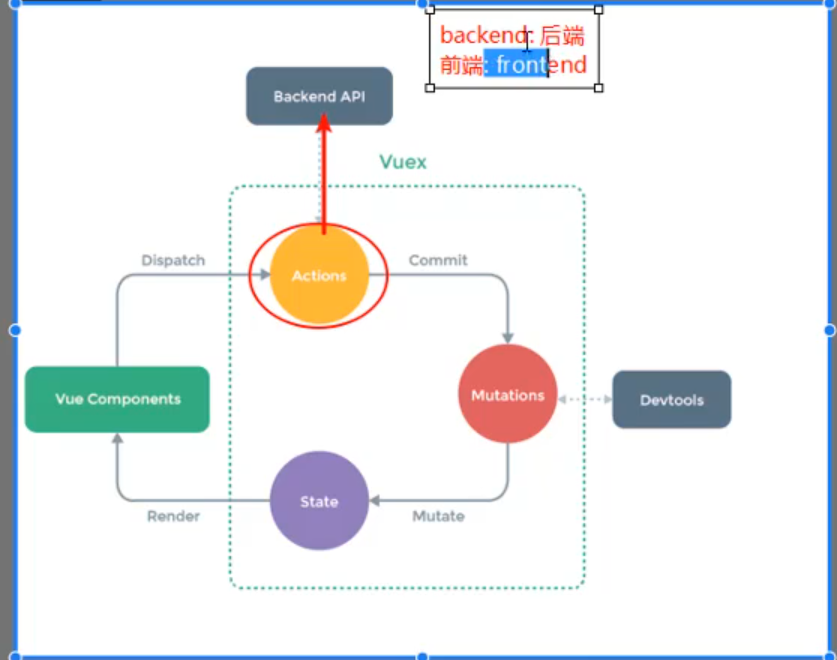 backend: 后端
前端: frontend
Backend API
Vuex
Dispatch
Actions
Commit
Vue Components
Mutations
Devtools
State
Render
Mutate